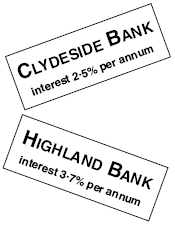 CLYDESIDE BANK
interest 2·5% per annum
HIGHLAND BANK
interest 3·7% per annum